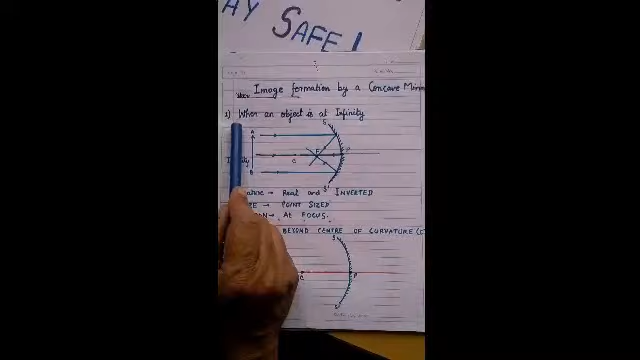 AY SAFE!
Image formation by a Concave Mirr
1) When an object is at Infinity
S
A
C
F
P
B
S'
ature → Real and INVERTED
E → POINT SIZED
N → AT FOCUS.
BEYOND CENTRE OF CURVATURE (C
S
C
P
S'